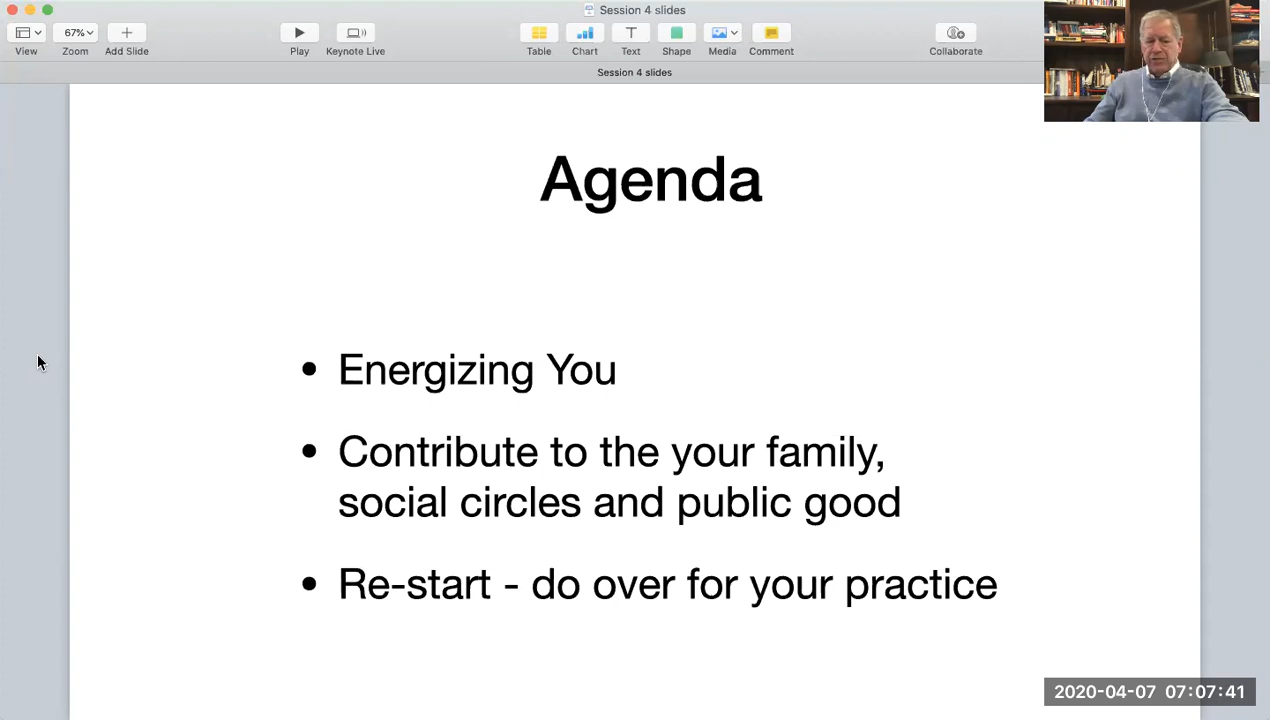 Session 4 slides
67%
View
Zoom
Add Slide
Play
Keynote Live
Table
Chart
Text
Shape
Media
Comment
Collaborate
Session 4 slides
Agenda
• Energizing You
• Contribute to the your family,
social circles and public good
• Re-start - do over for your practice
2020-04-07 07:07:41